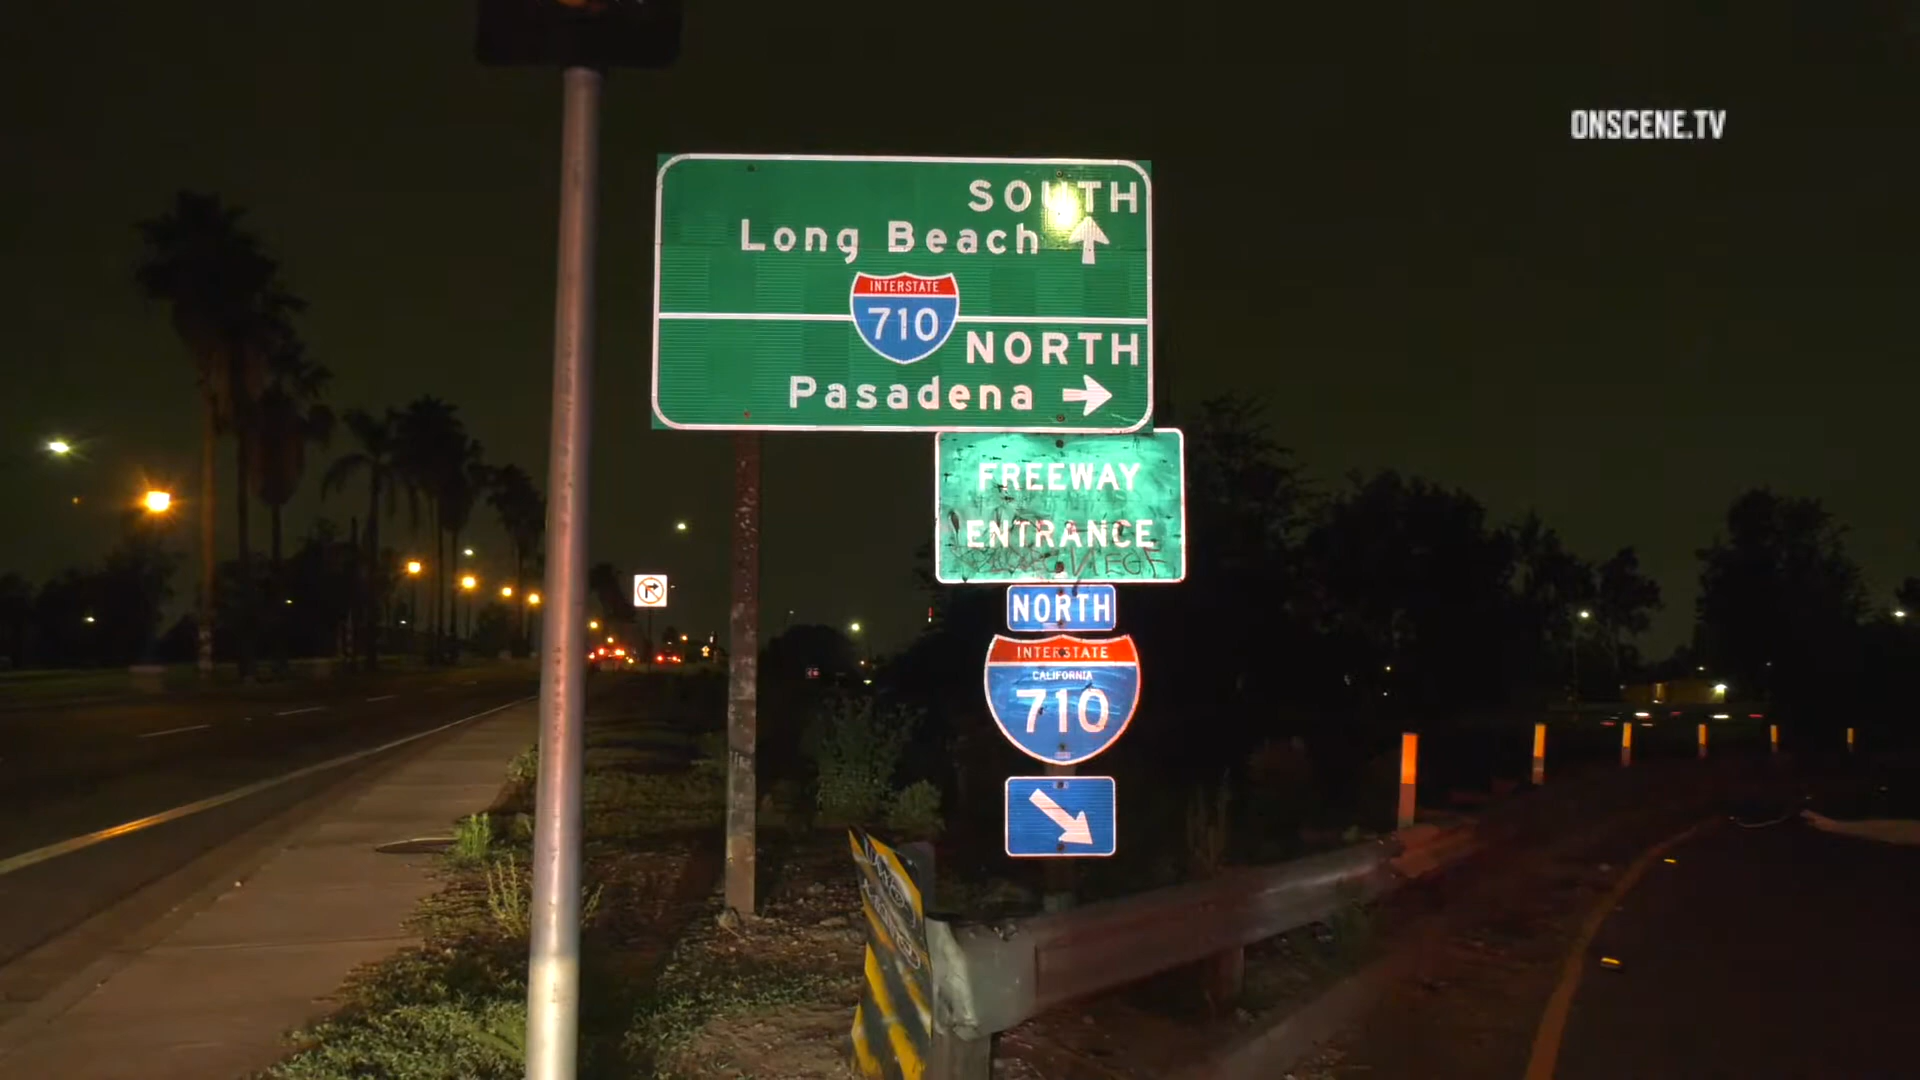 ONSCENE.TV
SOUTH
Long Beach
INTERSTATE
710
NORTH
Pasadena
FREEWAY
ENTRANCE
NORTH
INTERSTATE
CALIFORNIA
710